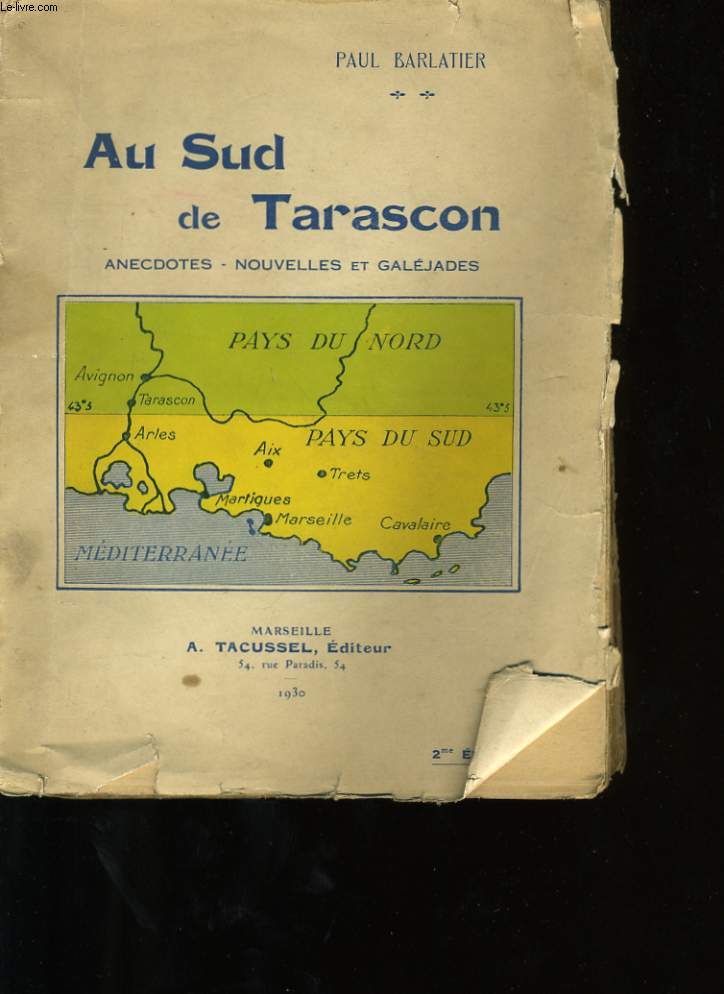 Le-livre.com
PAUL BARLATIER
Au Sud
de Tarascon
ANECDOTES - NOUVELLES ET GALÉJADES
PAYS DU NORD
Avignon
Tarascon
43°5 43°5
Arles
PAYS DU SUD
Aix
Trets
Martigues
Marseille
Cavalaire
MÉDITERRANÉE
MARSEILLE
A. TACUSSEL, Éditeur
54, rue Paradis, 54
1930
2me